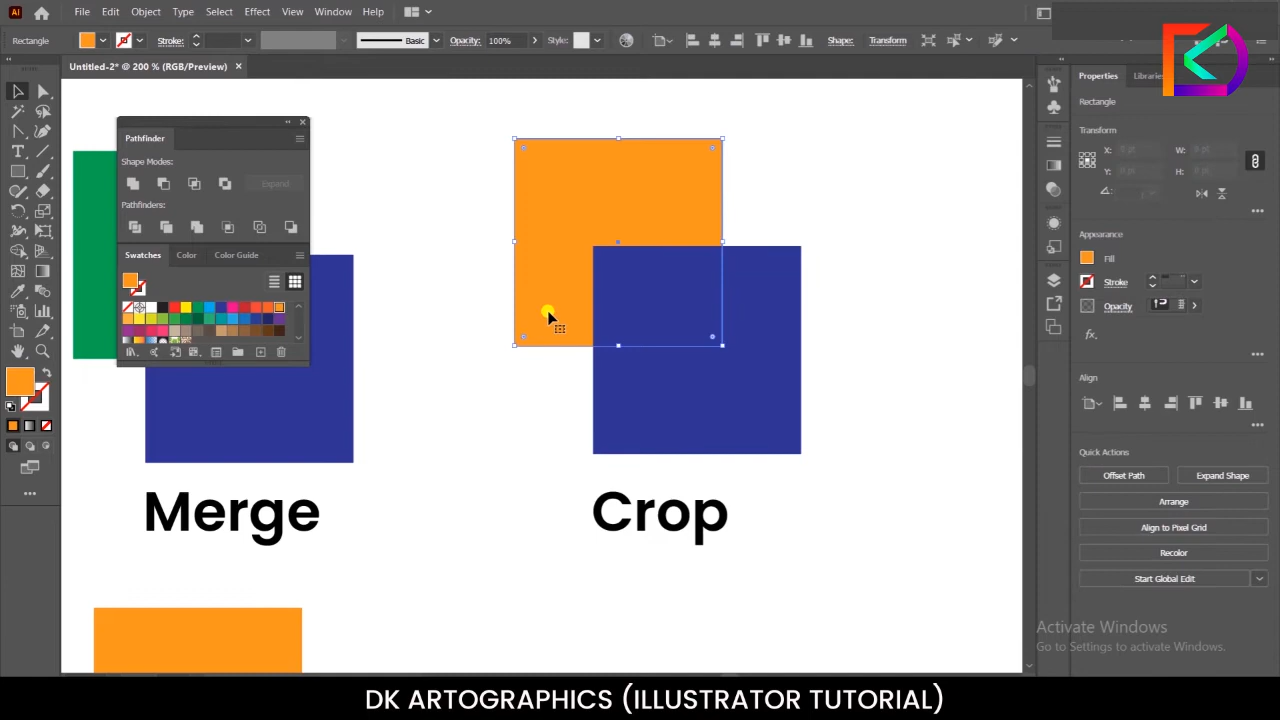 Ai File Edit Object Type Select Effect View Window Help
Rectangle Stroke: Basic Opacity: 100% Style: Shape: Transform
Untitled-2* @ 200 % (RGB/Preview) ×
Properties Libraries
Rectangle
Transform
X: W:
Y: H:
Appearance
Fill
Stroke
Opacity
fx.
Align
Quick Actions
Offset Path Expand Shape
Arrange
Align to Pixel Grid
Recolor
Start Global Edit
Pathfinder
Shape Modes:
Expand
Pathfinders:
Swatches Color Color Guide
Merge
Crop
Activate Windows
Go to Settings to activate Windows.
DK ARTOGRAPHICS (ILLUSTRATOR TUTORIAL)